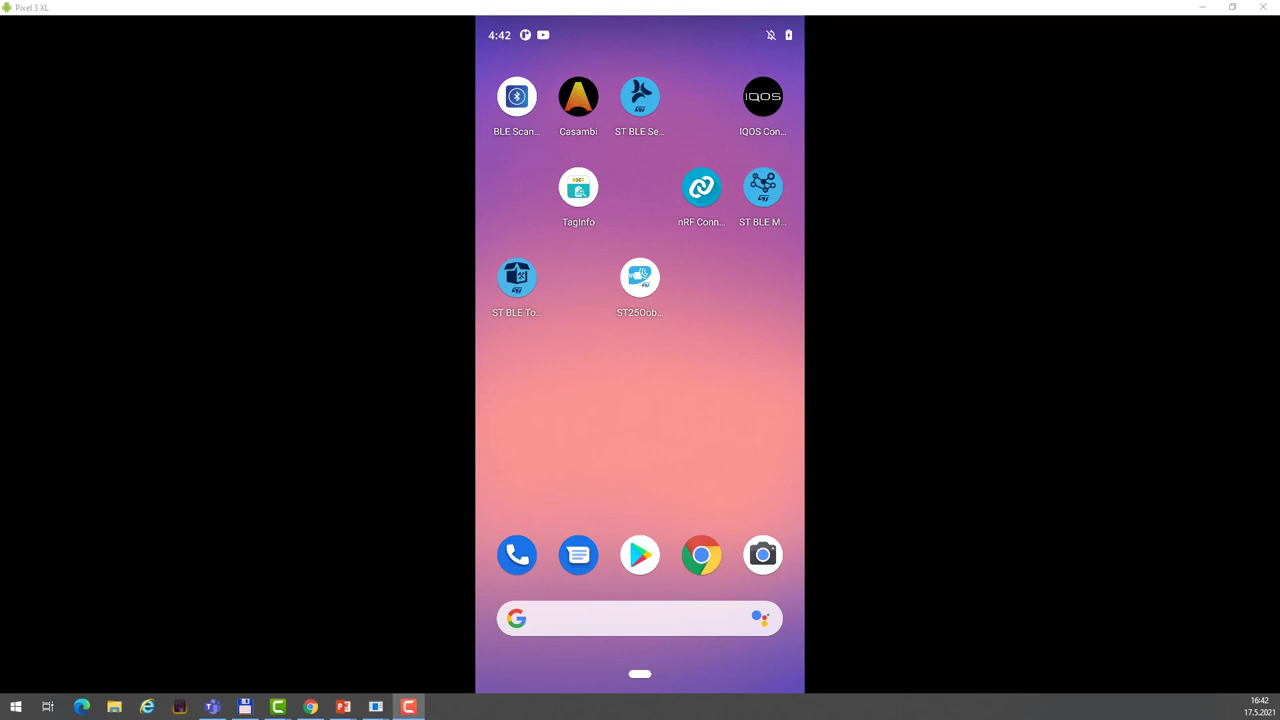 Pixel 3 XL
4:42
IQOS
BLE Scan...
Casambi
ST BLE Se...
IQOS Con...
TagInfo
nRF Conn...
ST BLE M...
ST BLE To...
ST25Oob...
16:42
17.5.2021